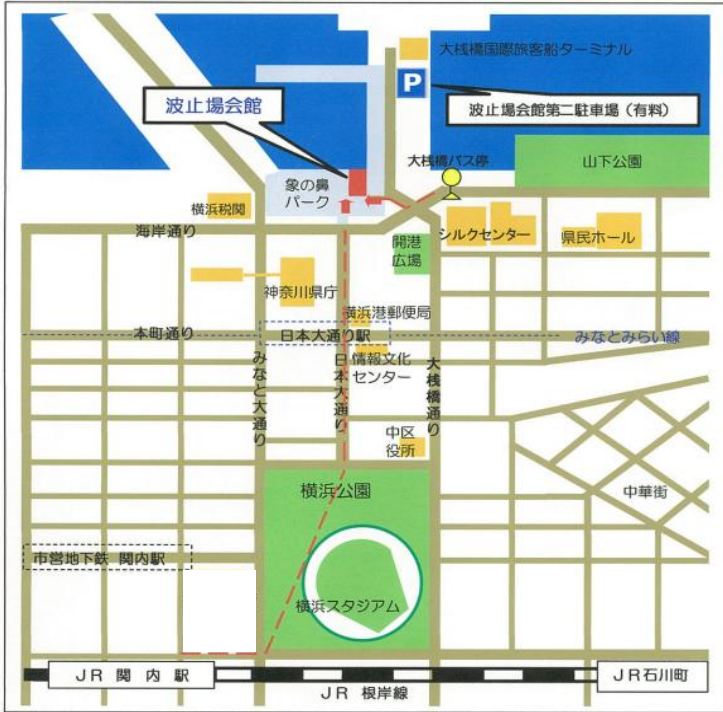 大桟橋国際旅客船ターミナル
P
波止場会館
波止場会館第二駐車場（有料）
大桟橋バス停
山下公園
象の鼻
パーク
横浜税関
海岸通り
シルクセンター
県民ホール
開港
広場
神奈川県庁
横浜港郵便局
本町通り
日本大通り駅
みなとみらい線
情報文化
センター
みなと大通り
日本大通り
大桟橋通り
中区
役所
横浜公園
中華街
市営地下鉄 関内駅
横浜スタジアム
JR 関 内 駅
JR石川町
JR 根岸線